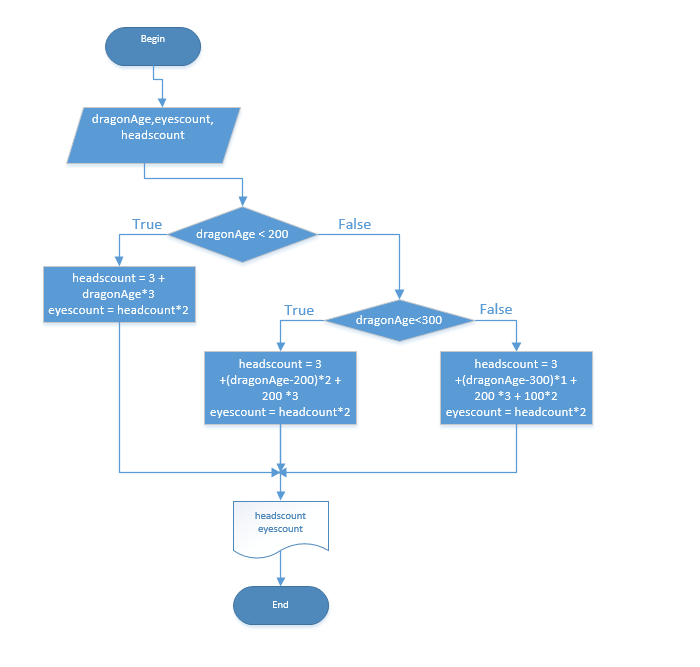 Begin
dragonAge,eyescount,
headscount
True
False
dragonAge < 200
headscount = 3 +
dragonAge*3
eyescount = headcount*2
True
False
dragonAge<300
headscount = 3
+(dragonAge-200)*2 +
200 *3
eyescount = headcount*2
headscount = 3
+(dragonAge-300)*1 +
200 *3 + 100*2
eyescount = headcount*2
headscount
eyescount
End